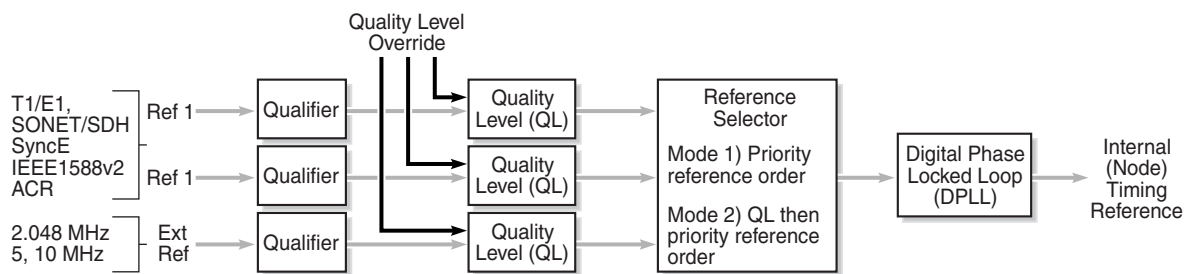 Quality Level
Override
T1/E1,
SONET/SDH
SyncE
IEEE1588v2
ACR
Ref 1
Qualifier
Quality
Level (QL)
Ref 1
Qualifier
Quality
Level (QL)
2.048 MHz
5, 10 MHz
Ext
Ref
Qualifier
Quality
Level (QL)
Reference
Selector
Mode 1) Priority
reference order
Mode 2) QL then
priority reference
order
Digital Phase
Locked Loop
(DPLL)
Internal
(Node)
Timing
Reference